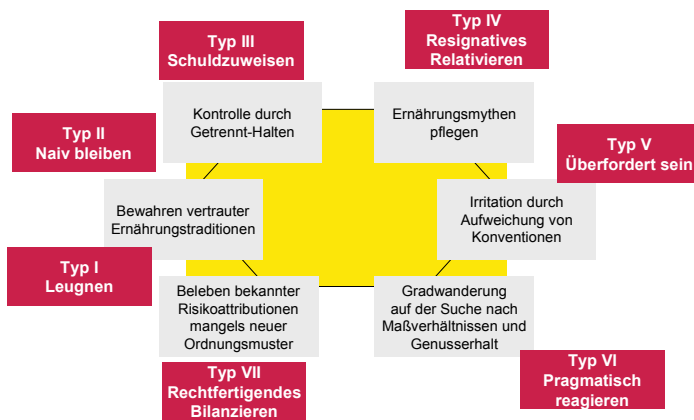 Typ III
Schuldzuweisen
Typ IV
Resignatives
Relativieren
Kontrolle durch
Getrennt-Halten
Ernährungsmythen
pflegen
Typ II
Naiv bleiben
Typ V
Überfordert sein
Bewahren vertrauter
Ernährungstraditionen
Irritation durch
Aufweichung von
Konventionen
Typ I
Leugnen
Beleben bekannter
Risikoattributionen
mangels neuer
Ordnungsmuster
Gradwanderung
auf der Suche nach
Maßverhältnissen und
Genusserhalt
Typ VII
Rechtfertigendes
Bilanzieren
Typ VI
Pragmatisch
reagieren